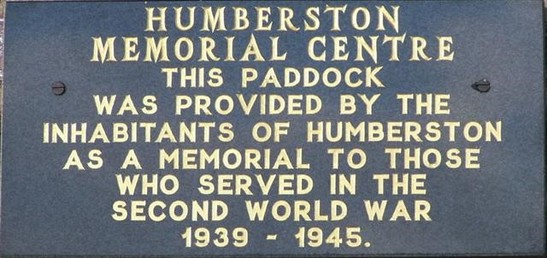 HUMBERSTON
MEMORIAL CENTRE
THIS PADDOCK
WAS PROVIDED BY THE
INHABITANTS OF HUMBERSTON
AS A MEMORIAL TO THOSE
WHO SERVED IN THE
SECOND WORLD WAR
1939 - 1945.